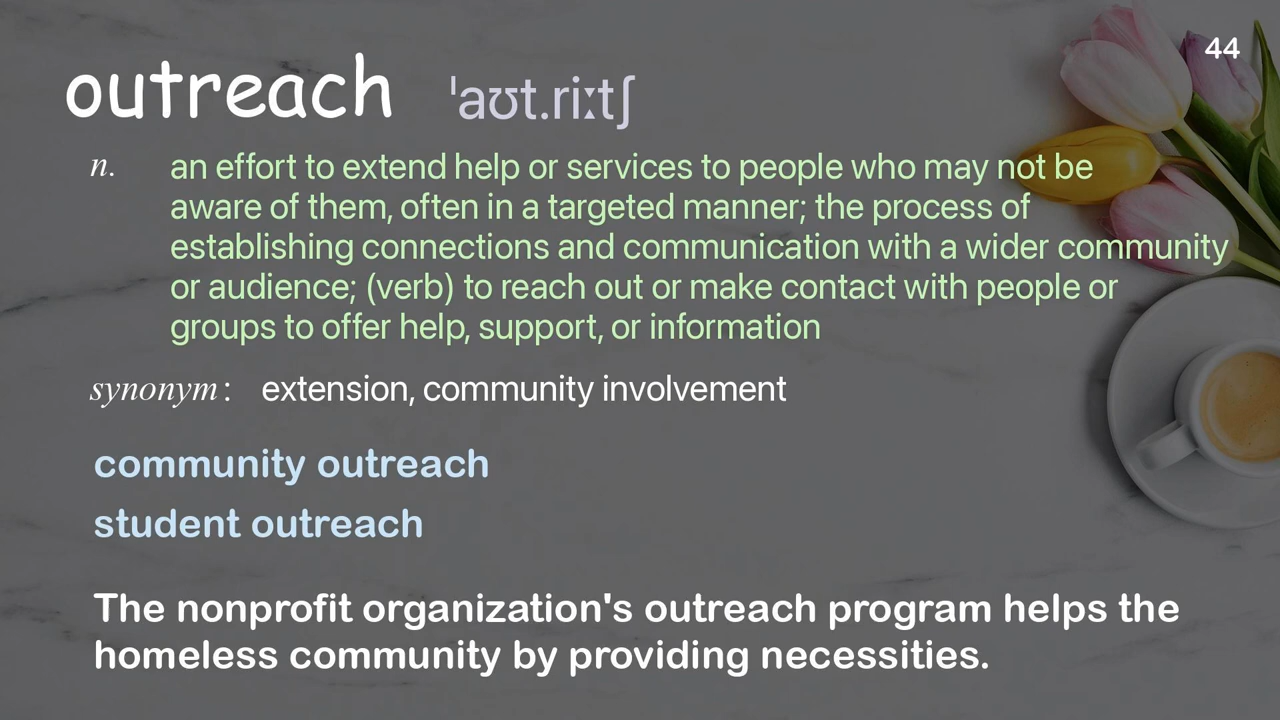 44
outreach ˈaʊt.riːtʃ
n. an effort to extend help or services to people who may not be
aware of them, often in a targeted manner; the process of
establishing connections and communication with a wider community
or audience; (verb) to reach out or make contact with people or
groups to offer help, support, or information
synonym: extension, community involvement
community outreach
student outreach
The nonprofit organization's outreach program helps the
homeless community by providing necessities.